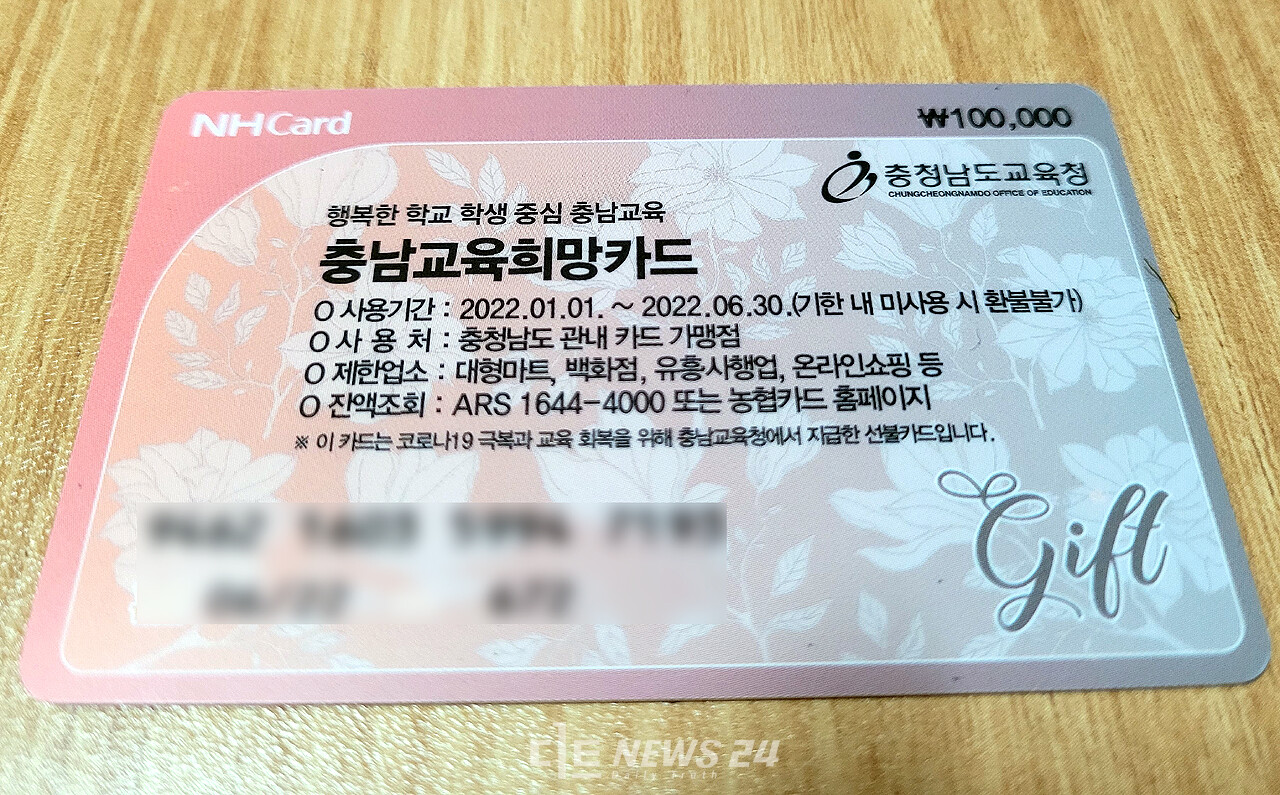 NHCard
₩100,000
충청남도교육청
CHUNGCHEONGNAMDO OFFICE OF EDUCATION
행복한 학교 학생 중심 충남교육
충남교육희망카드
O 사용기간 : 2022.01.01. ~ 2022.06.30.(기한 내 미사용 시 환불불가)
O 사 용 처 : 충청남도 관내 카드 가맹점
O 제한업소 : 대형마트, 백화점, 유흥·사행업, 온라인쇼핑 등
O 잔액조회 : ARS 1644-4000 또는 농협카드 홈페이지
※ 이 카드는 코로나19 극복과 교육 회복을 위해 충남교육청에서 지급한 선불카드입니다.
Gift
디트 NEWS 24
Daily Truth